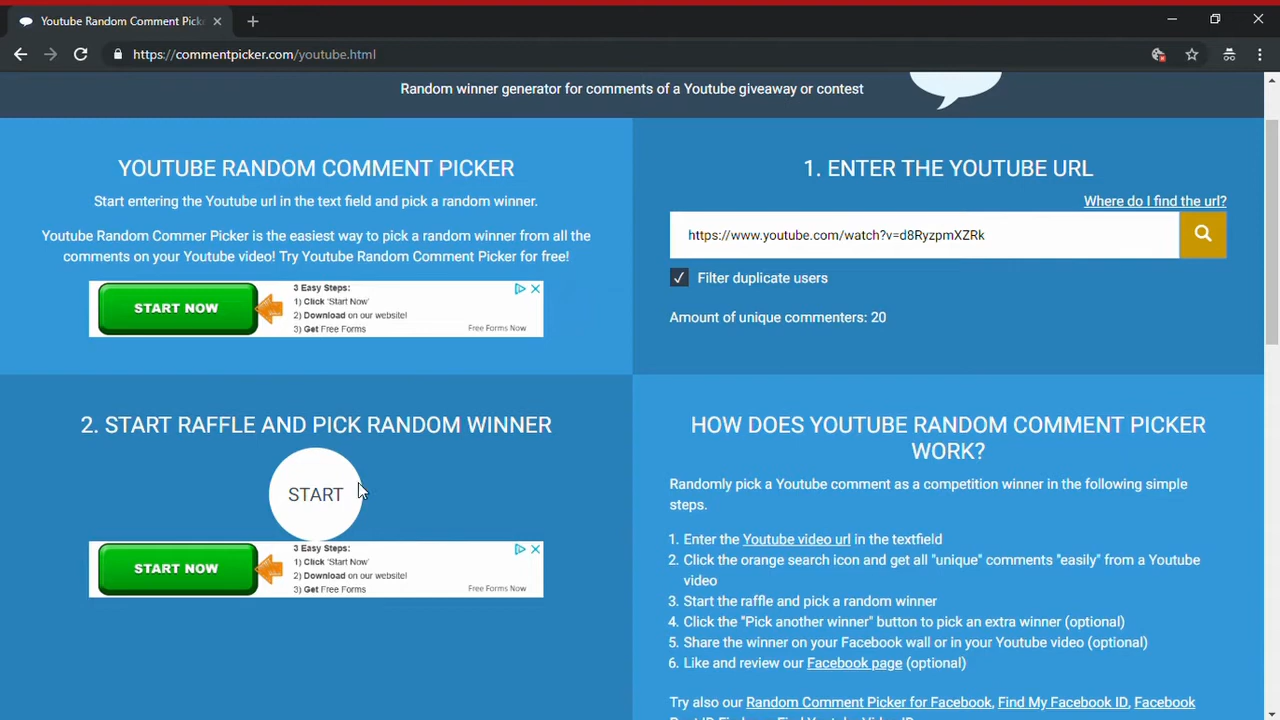 Youtube Random Comment Pick
https://commentpicker.com/youtube.html
Random winner generator for comments of a Youtube giveaway or contest
YOUTUBE RANDOM COMMENT PICKER
Start entering the Youtube url in the text field and pick a random winner.
Youtube Random Commer Picker is the easiest way to pick a random winner from all the
comments on your Youtube video! Try Youtube Random Comment Picker for free!
START NOW
3 Easy Steps:
1) Click 'Start Now'
2) Download on our website!
3) Get Free Forms
Free Forms Now
1. ENTER THE YOUTUBE URL
Where do I find the url?
https://www.youtube.com/watch?v=d8RyzpmXZRk
Filter duplicate users
Amount of unique commenters: 20
2. START RAFFLE AND PICK RANDOM WINNER
START
START NOW
3 Easy Steps:
1) Click 'Start Now'
2) Download on our website!
3) Get Free Forms
Free Forms Now
HOW DOES YOUTUBE RANDOM COMMENT PICKER
WORK?
Randomly pick a Youtube comment as a competition winner in the following simple
steps.
1. Enter the Youtube video url in the textfield
2. Click the orange search icon and get all "unique" comments "easily" from a Youtube
video
3. Start the raffle and pick a random winner
4. Click the "Pick another winner" button to pick an extra winner (optional)
5. Share the winner on your Facebook wall or in your Youtube video (optional)
6. Like and review our Facebook page (optional)
Try also our Random Comment Picker for Facebook, Find My Facebook ID, Facebook